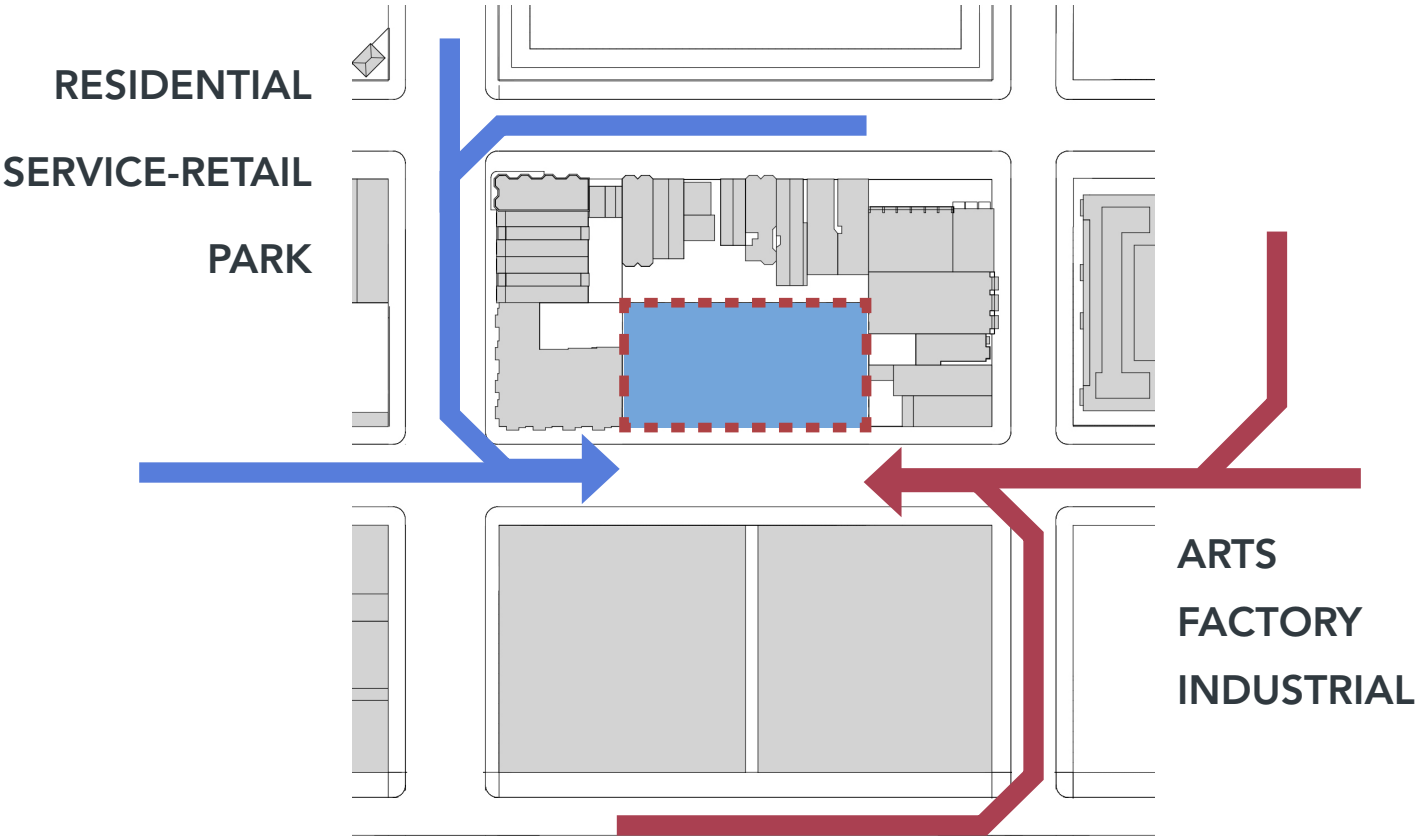 RESIDENTIAL
SERVICE-RETAIL
PARK
ARTS
FACTORY
INDUSTRIAL